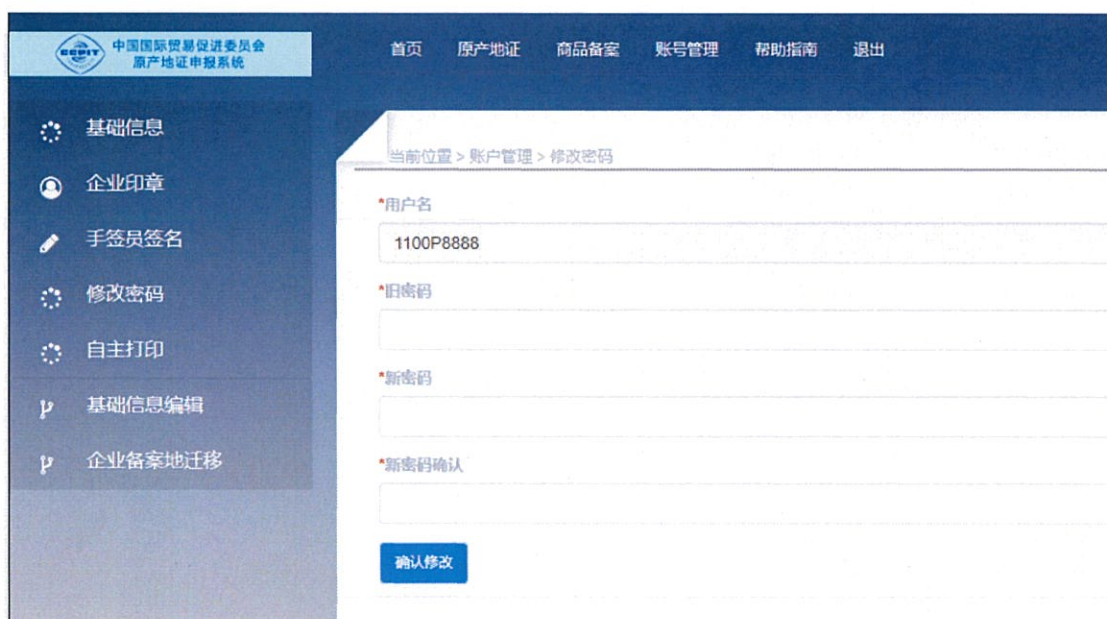 CCPIT
中国国际贸易促进委员会
原产地证申报系统
首页 原产地证 商品备案 账号管理 帮助指南 退出
基础信息
企业印章
手签员签名
修改密码
自主打印
基础信息编辑
企业备案地迁移
当前位置 > 账户管理 > 修改密码
*用户名
1100P8888
*旧密码
*新密码
*新密码确认
确认修改